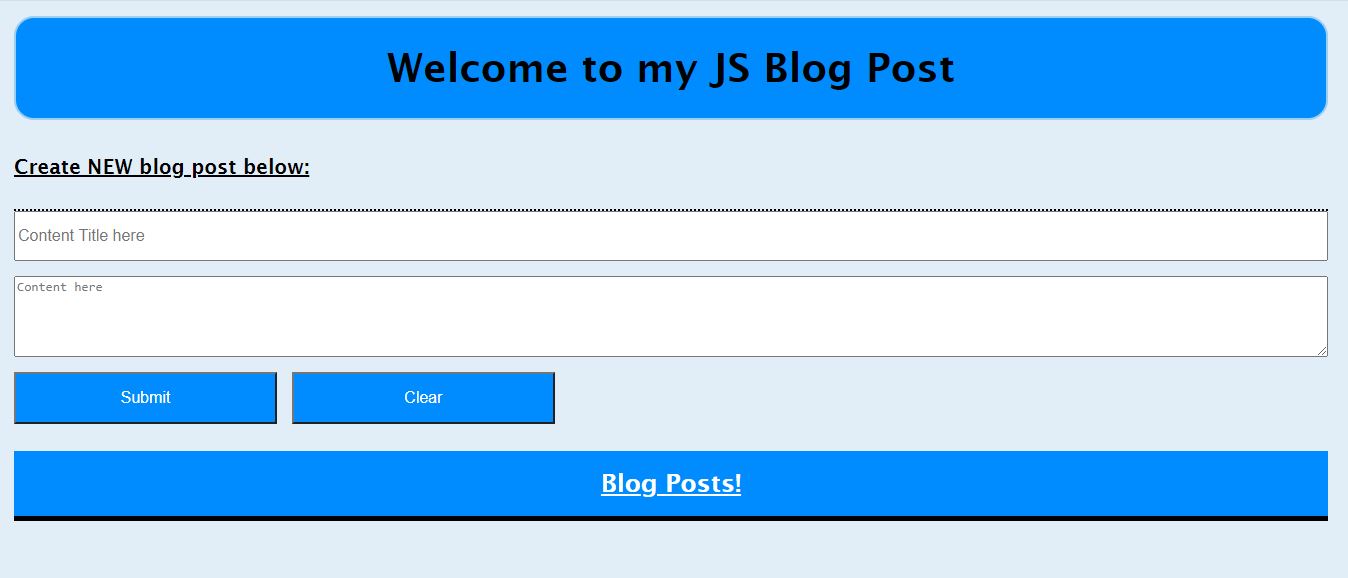 Welcome to my JS Blog Post
Create NEW blog post below:
Content Title here
Content here
Submit
Clear
Blog Posts!